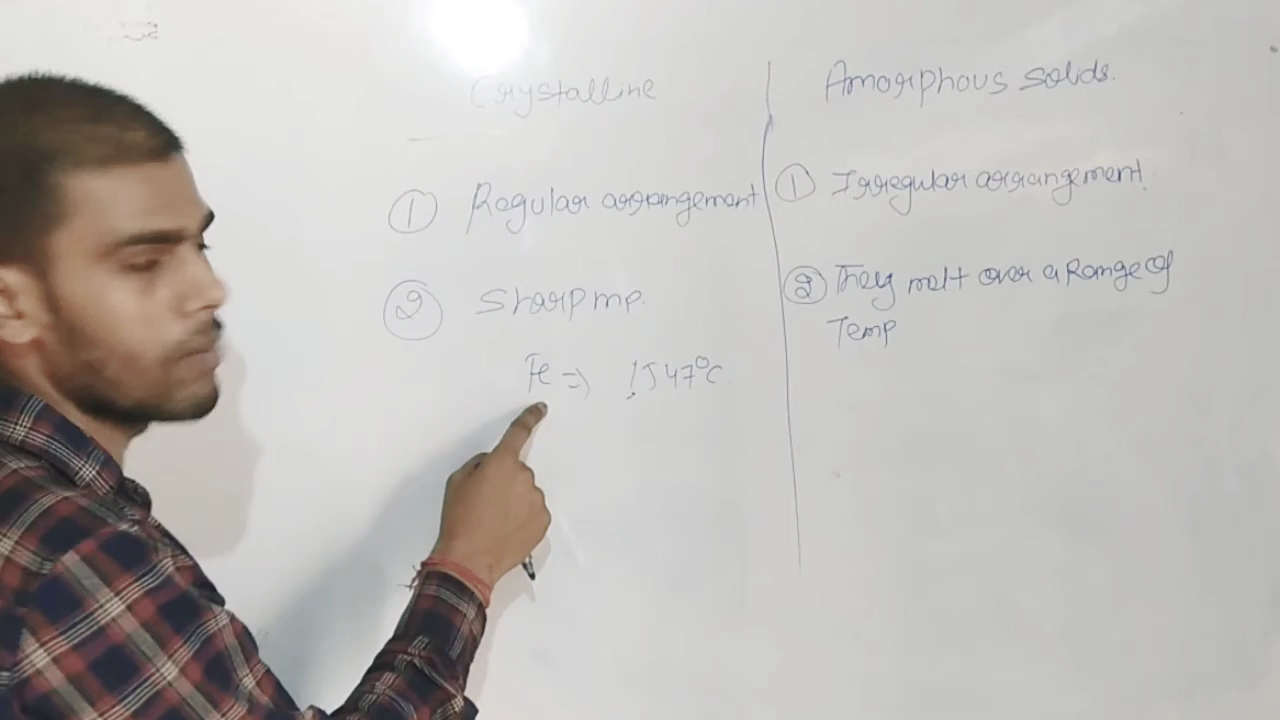 Crystalline
Amorphous solids.
① Regular arrangement
① Irregular arrangement.
② Sharp mp.
② They melt over a Range of
Temp
Fe => 1547°C